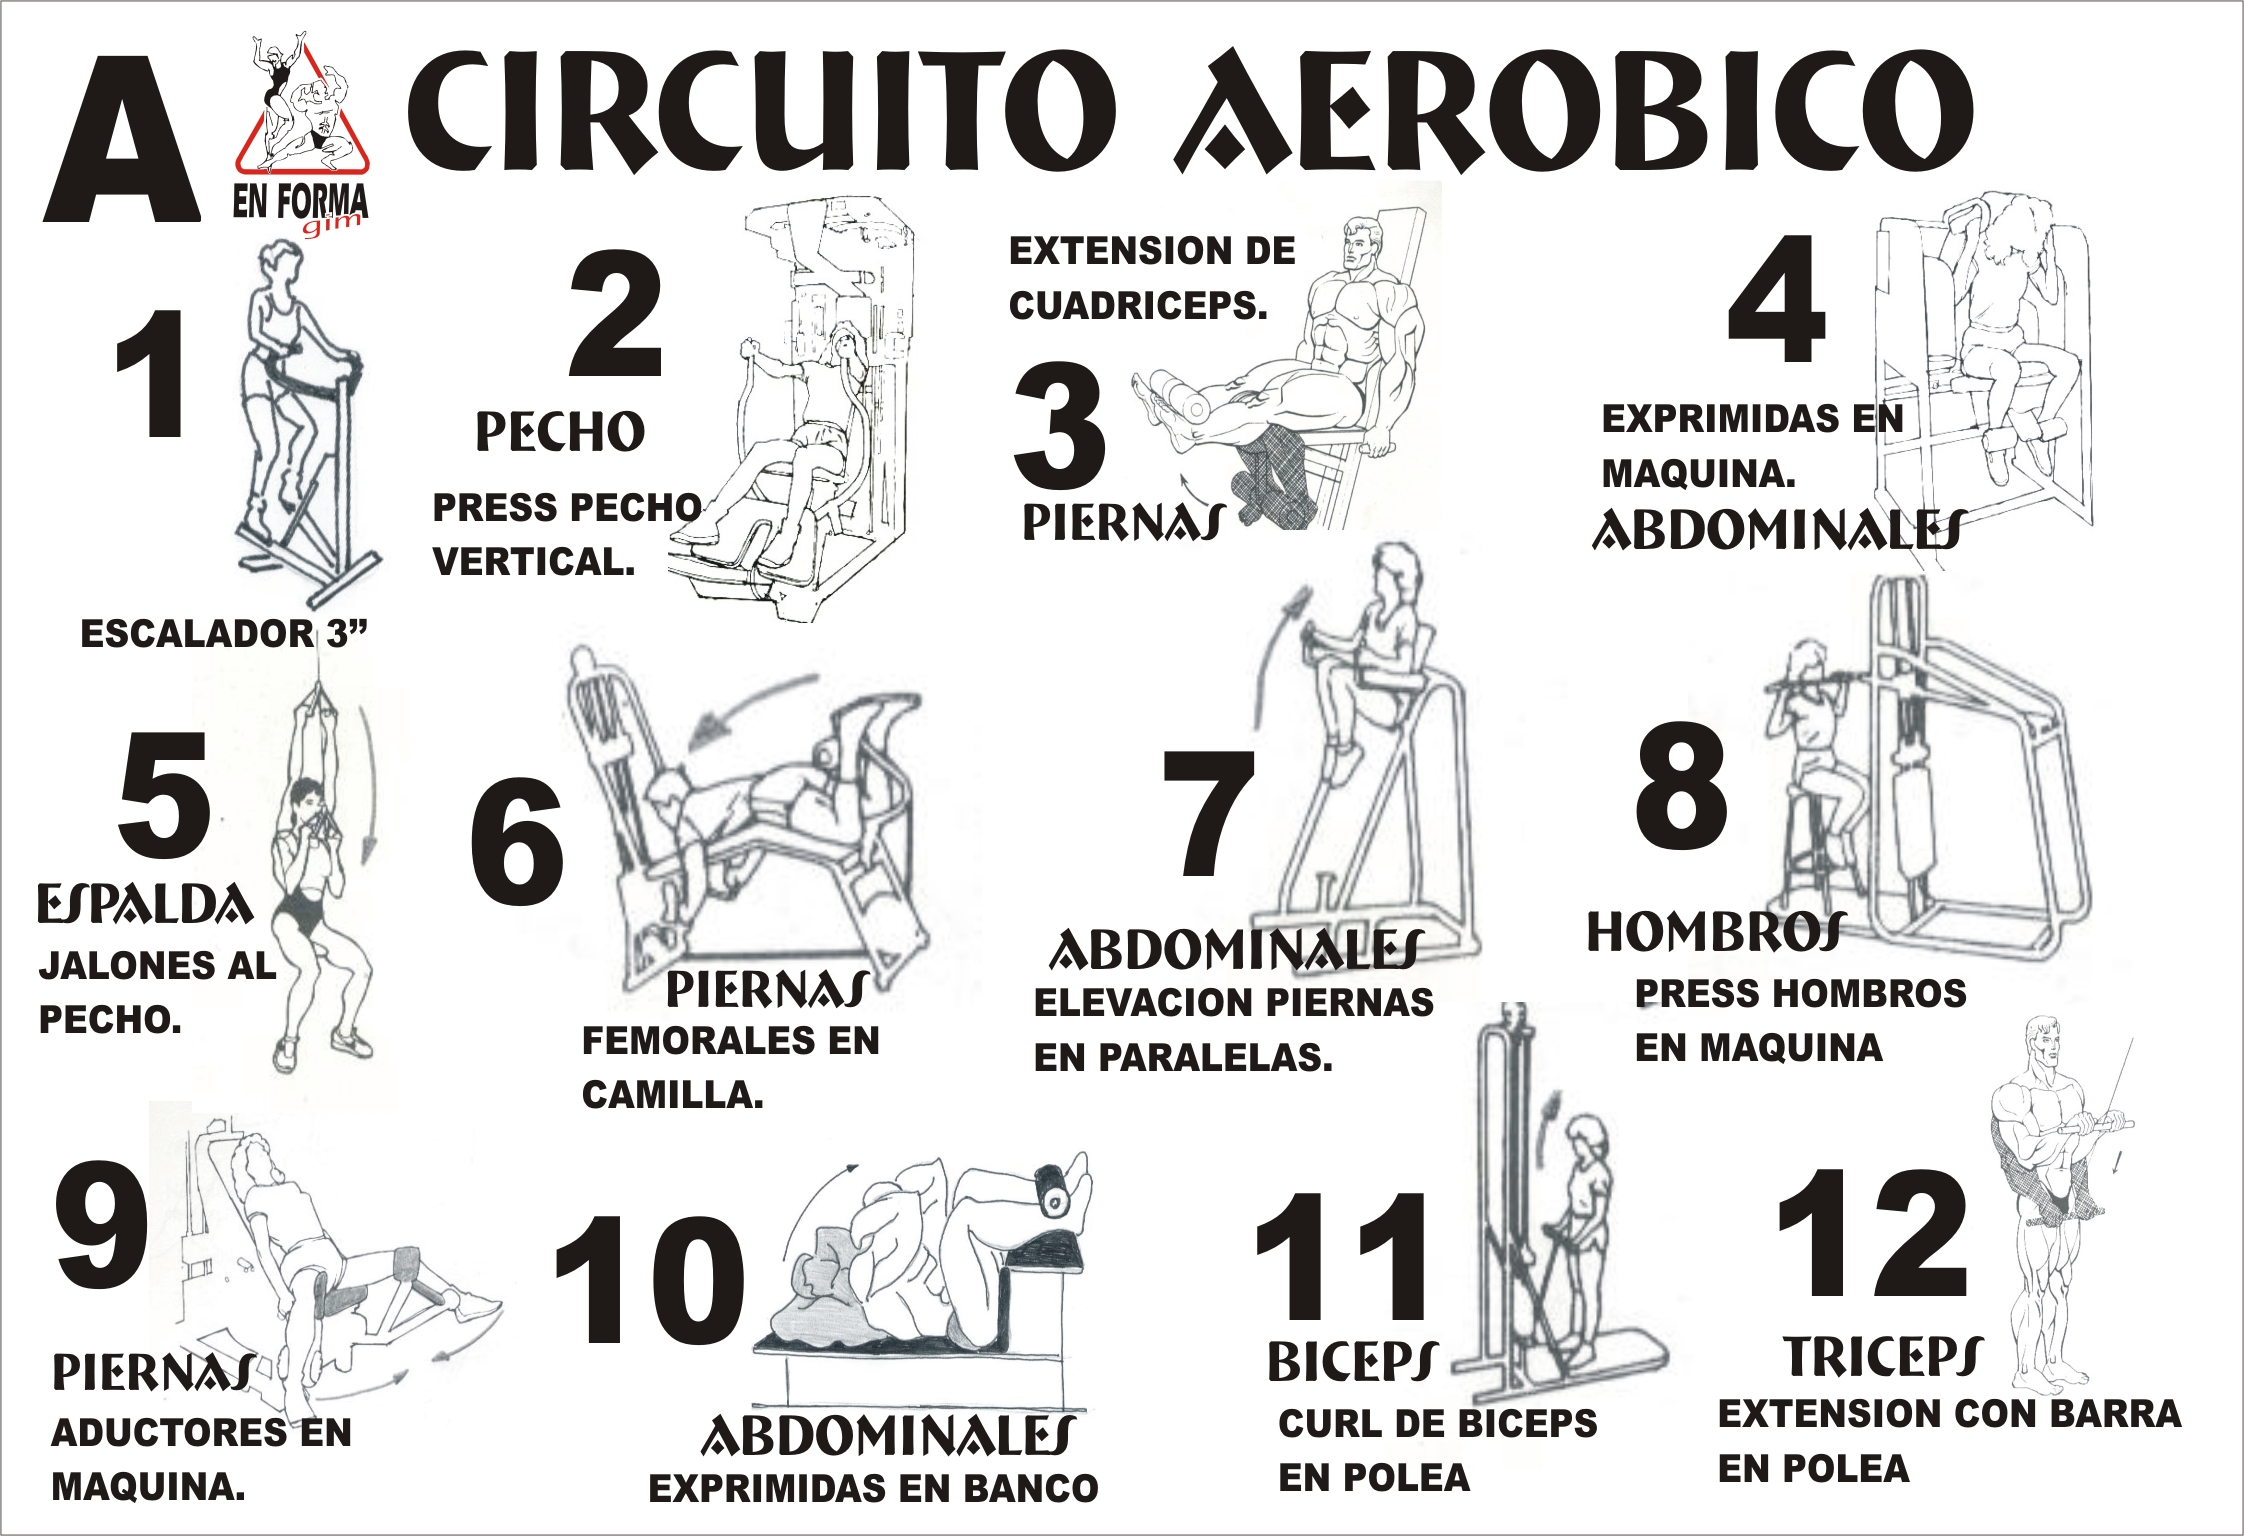 A
EN FORMA
gim
CIRCUITO AEROBICO
1
ESCALADOR 3”
2
PECHO
PRESS PECHO
VERTICAL.
EXTENSION DE
CUADRICEPS.
3
PIERNAS
4
EXPRIMIDAS EN
MAQUINA.
ABDOMINALES
5
ESPALDA
JALONES AL
PECHO.
6
PIERNAS
FEMORALES EN
CAMILLA.
7
ABDOMINALES
ELEVACION PIERNAS
EN PARALELAS.
8
HOMBROS
PRESS HOMBROS
EN MAQUINA
9
PIERNAS
ADUCTORES EN
MAQUINA.
10
ABDOMINALES
EXPRIMIDAS EN BANCO
11
BICEPS
CURL DE BICEPS
EN POLEA
12
TRICEPS
EXTENSION CON BARRA
EN POLEA